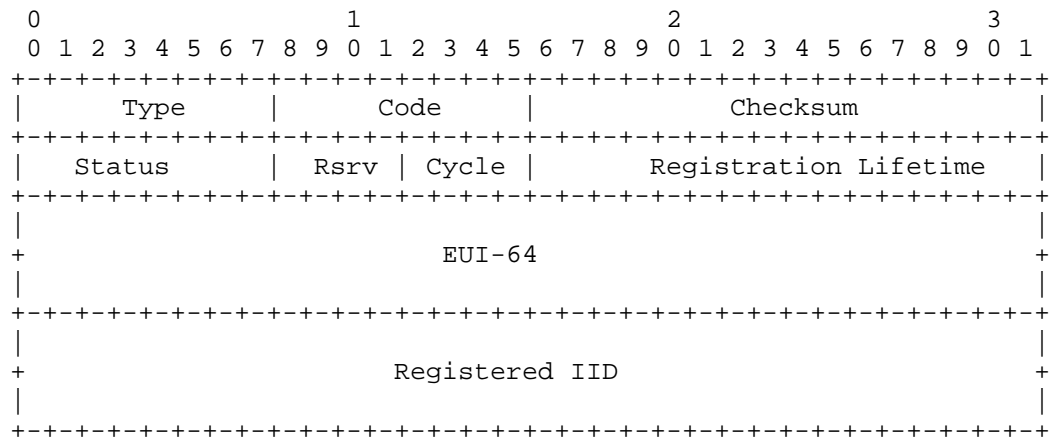 0                   1                   2                   3
 0 1 2 3 4 5 6 7 8 9 0 1 2 3 4 5 6 7 8 9 0 1 2 3 4 5 6 7 8 9 0 1
+-+-+-+-+-+-+-+-+-+-+-+-+-+-+-+-+-+-+-+-+-+-+-+-+-+-+-+-+-+-+-+-+
|      Type     |      Code     |            Checksum           |
+-+-+-+-+-+-+-+-+-+-+-+-+-+-+-+-+-+-+-+-+-+-+-+-+-+-+-+-+-+-+-+-+
|   Status      |  Rsrv | Cycle |       Registration Lifetime   |
+-+-+-+-+-+-+-+-+-+-+-+-+-+-+-+-+-+-+-+-+-+-+-+-+-+-+-+-+-+-+-+-+
|                                                               |
+                          EUI-64                               +
|                                                               |
+-+-+-+-+-+-+-+-+-+-+-+-+-+-+-+-+-+-+-+-+-+-+-+-+-+-+-+-+-+-+-+-+
|                                                               |
+                       Registered IID                          +
|                                                               |
+-+-+-+-+-+-+-+-+-+-+-+-+-+-+-+-+-+-+-+-+-+-+-+-+-+-+-+-+-+-+-+-+